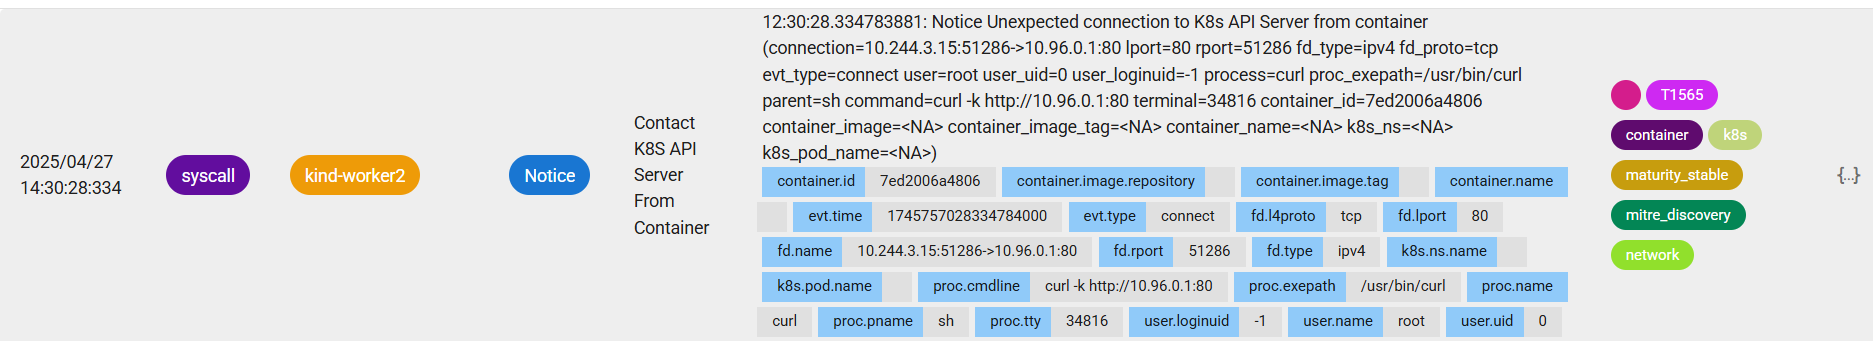 12:30:28.334783881: Notice Unexpected connection to K8s API Server from container
(connection=10.244.3.15:51286->10.96.0.1:80 lport=80 rport=51286 fd_type=ipv4 fd_proto=tcp
evt_type=connect user=root user_uid=0 user_loginuid=-1 process=curl proc_exepath=/usr/bin/curl
parent=sh command=curl -k http://10.96.0.1:80 terminal=34816 container_id=7ed2006a4806
container_image=<NA> container_image_tag=<NA> container_name=<NA> k8s_ns=<NA>
k8s_pod_name=<NA>)
2025/04/27
14:30:28:334
syscall
kind-worker2
Notice
Contact
K8S API
Server
From
Container
container.id 7ed2006a4806 container.image.repository container.image.tag container.name
evt.time 1745757028334784000 evt.type connect fd.l4proto tcp fd.lport 80
fd.name 10.244.3.15:51286->10.96.0.1:80 fd.rport 51286 fd.type ipv4 k8s.ns.name
k8s.pod.name proc.cmdline curl -k http://10.96.0.1:80 proc.exepath /usr/bin/curl proc.name
curl proc.pname sh proc.tty 34816 user.loginuid -1 user.name root user.uid 0
T1565
container k8s
maturity_stable
mitre_discovery
network
{...}